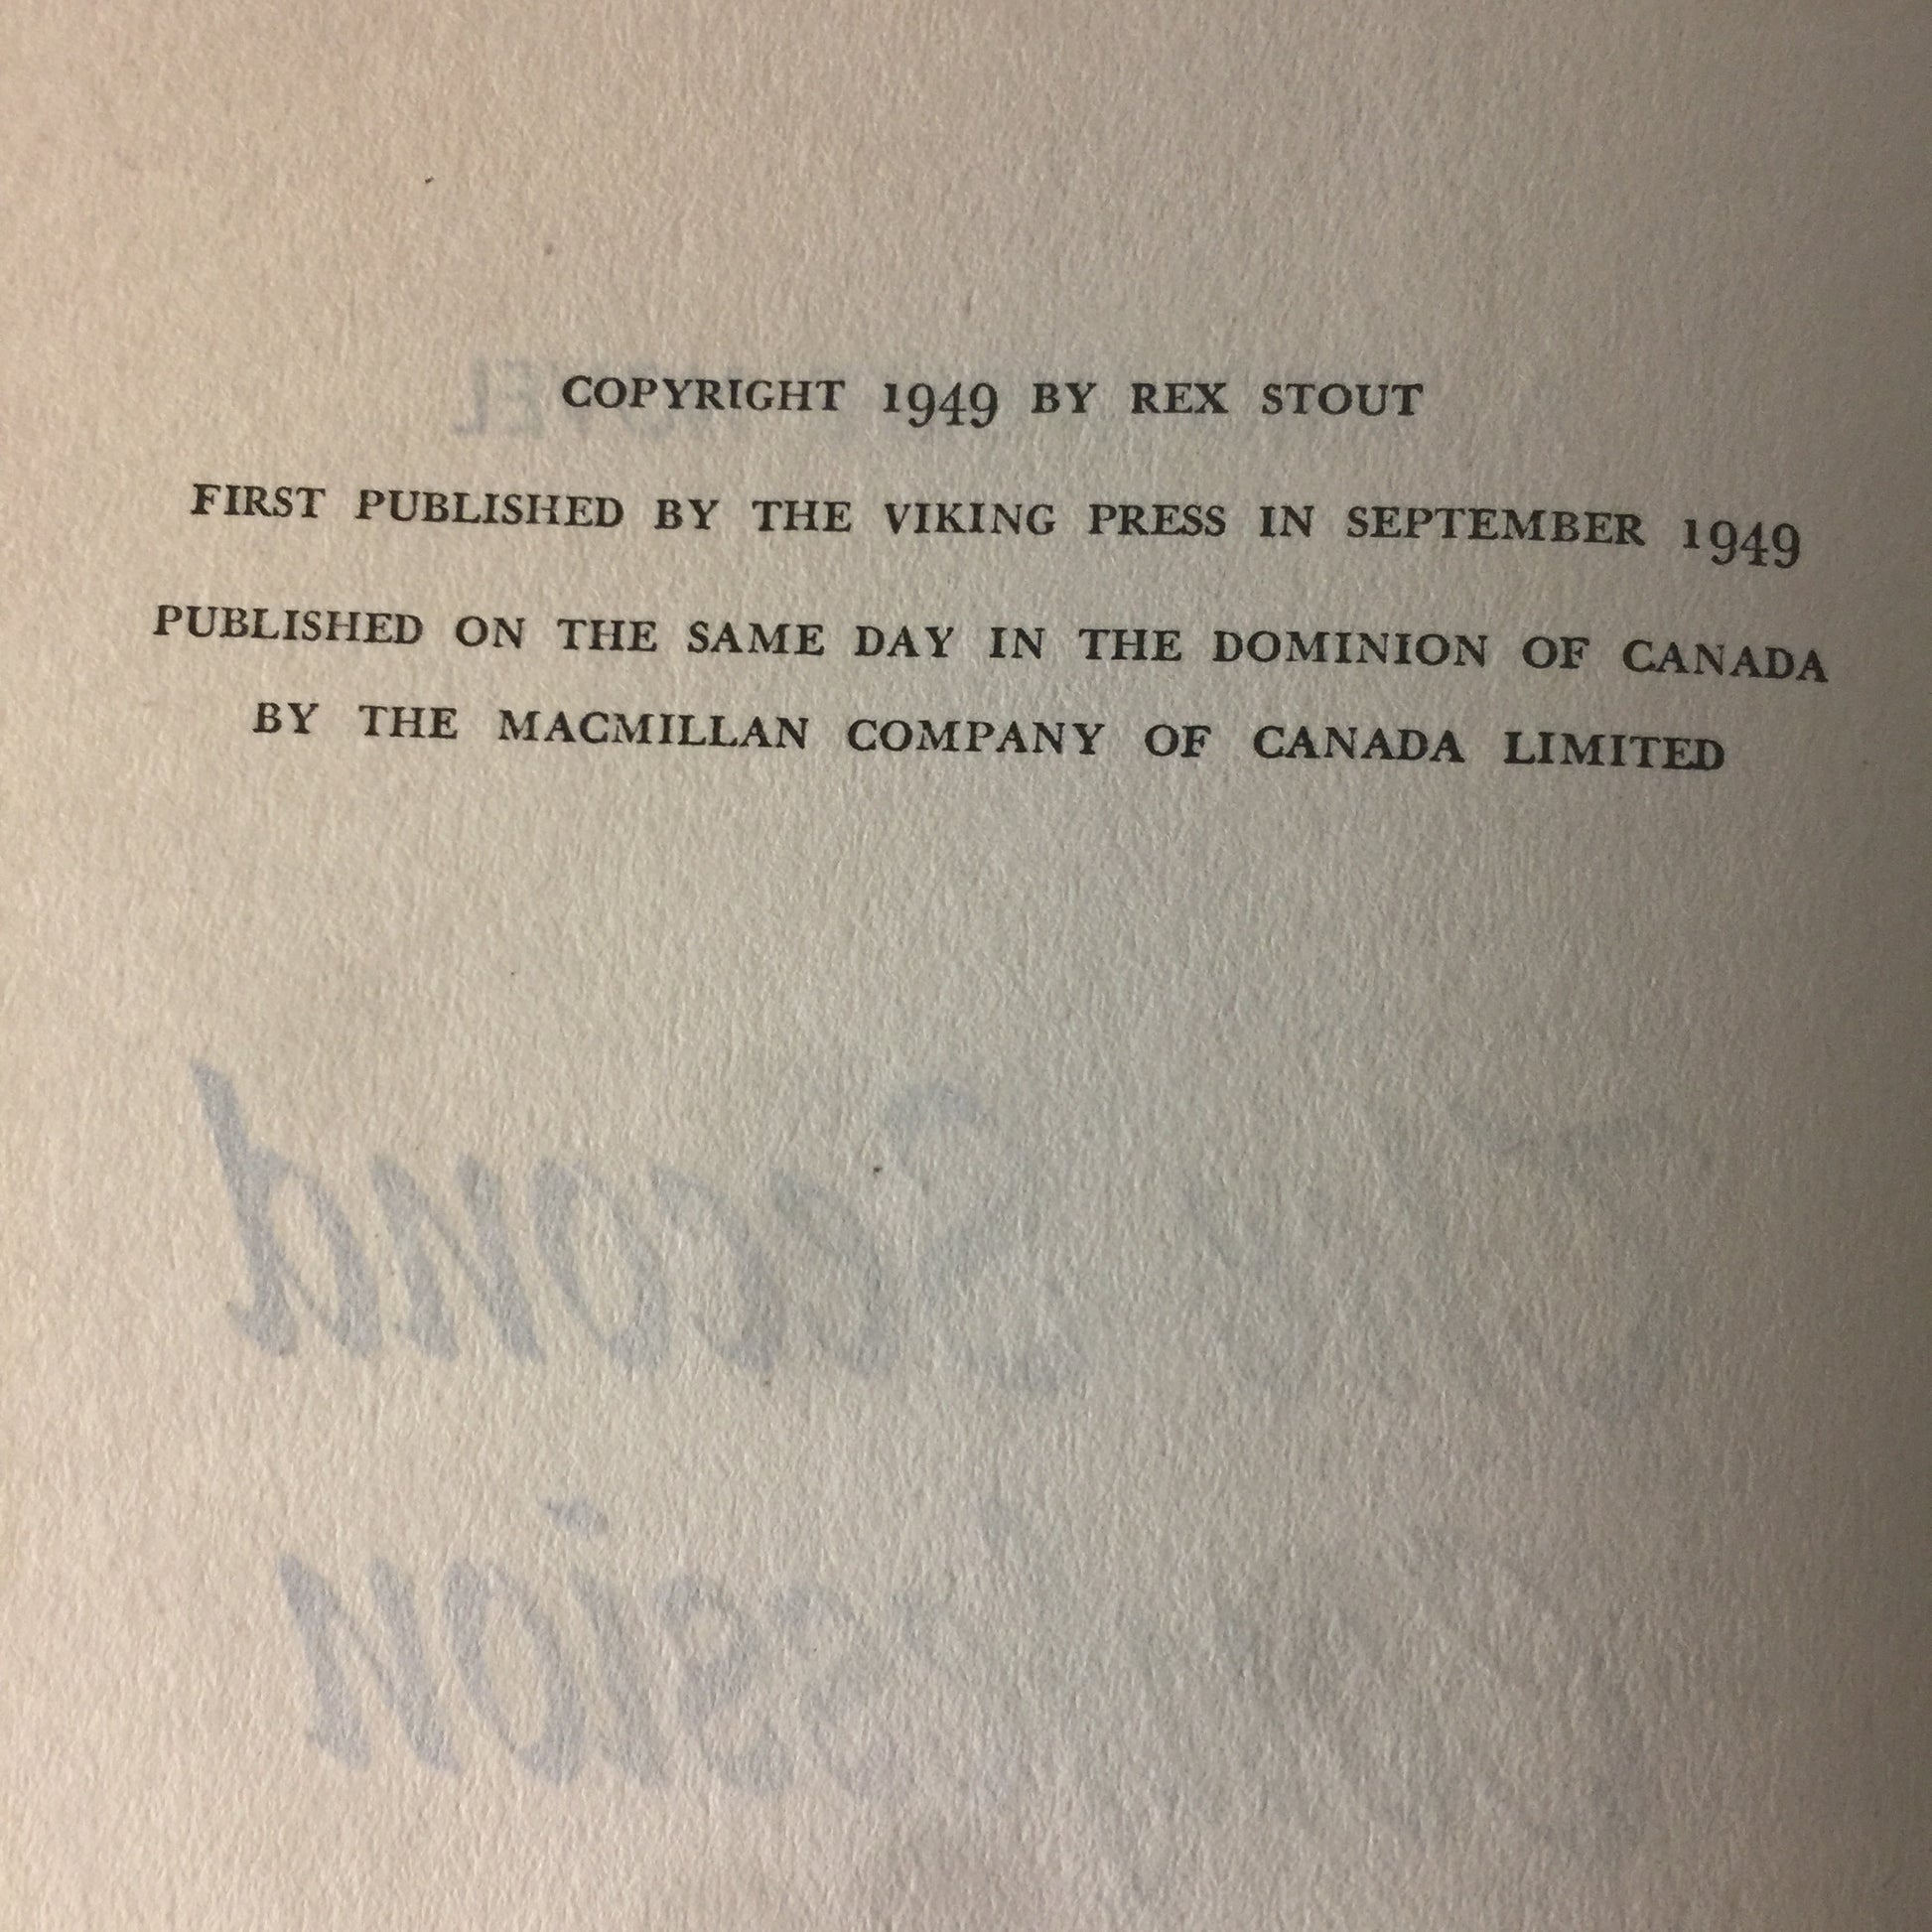 COPYRIGHT 1949 BY REX STOUT
FIRST PUBLISHED BY THE VIKING PRESS IN SEPTEMBER 1949
PUBLISHED ON THE SAME DAY IN THE DOMINION OF CANADA
BY THE MACMILLAN COMPANY OF CANADA LIMITED
Second